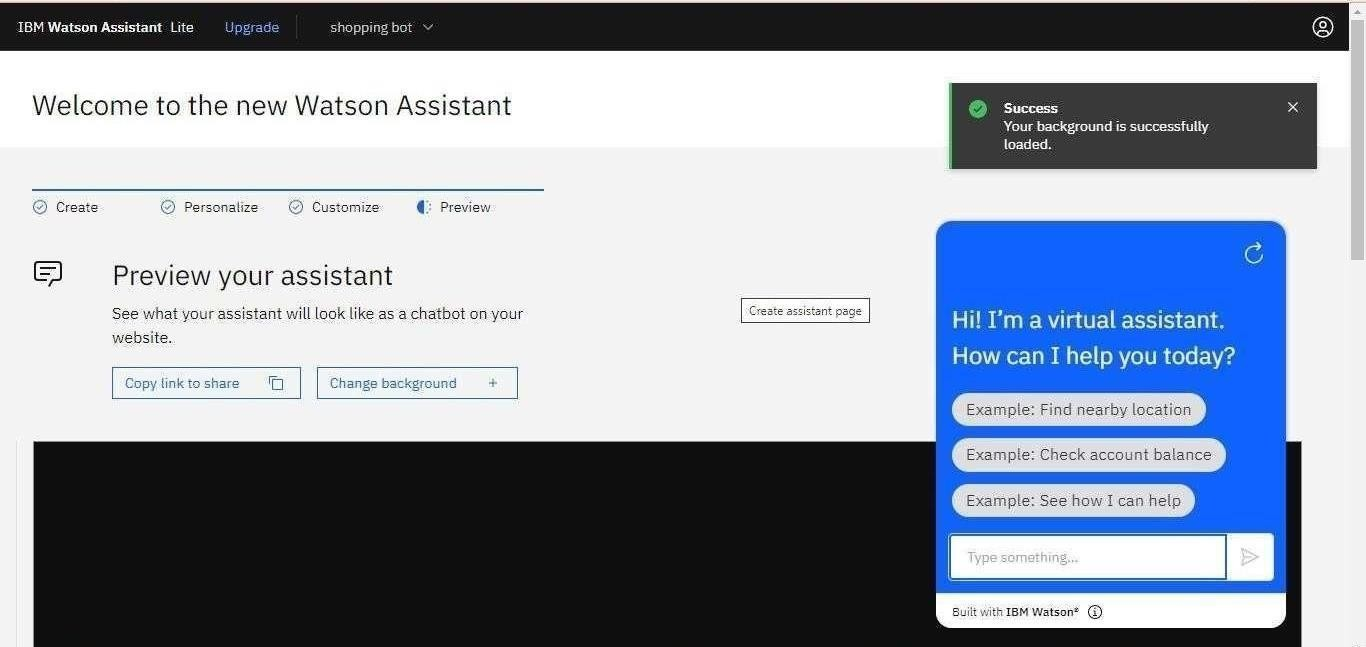 IBM Watson Assistant Lite Upgrade shopping bot
Welcome to the new Watson Assistant
Success
Your background is successfully
loaded.
Create Personalize Customize Preview
Preview your assistant
See what your assistant will look like as a chatbot on your
website.
Copy link to share Change background +
Create assistant page
Hi! I’m a virtual assistant.
How can I help you today?
Example: Find nearby location
Example: Check account balance
Example: See how I can help
Type something...
Built with IBM Watson®